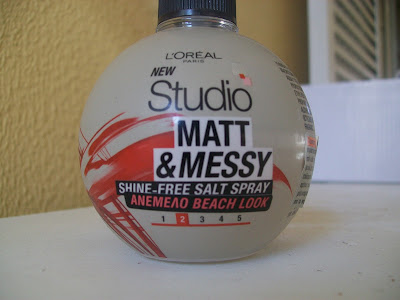 L'ORÉAL
PARIS
NEW
Studio
MATT
&MESSY
SHINE-FREE SALT SPRAY
ΑΝΕΜΕΛΟ BEACH LOOK
1 2 3 4 5